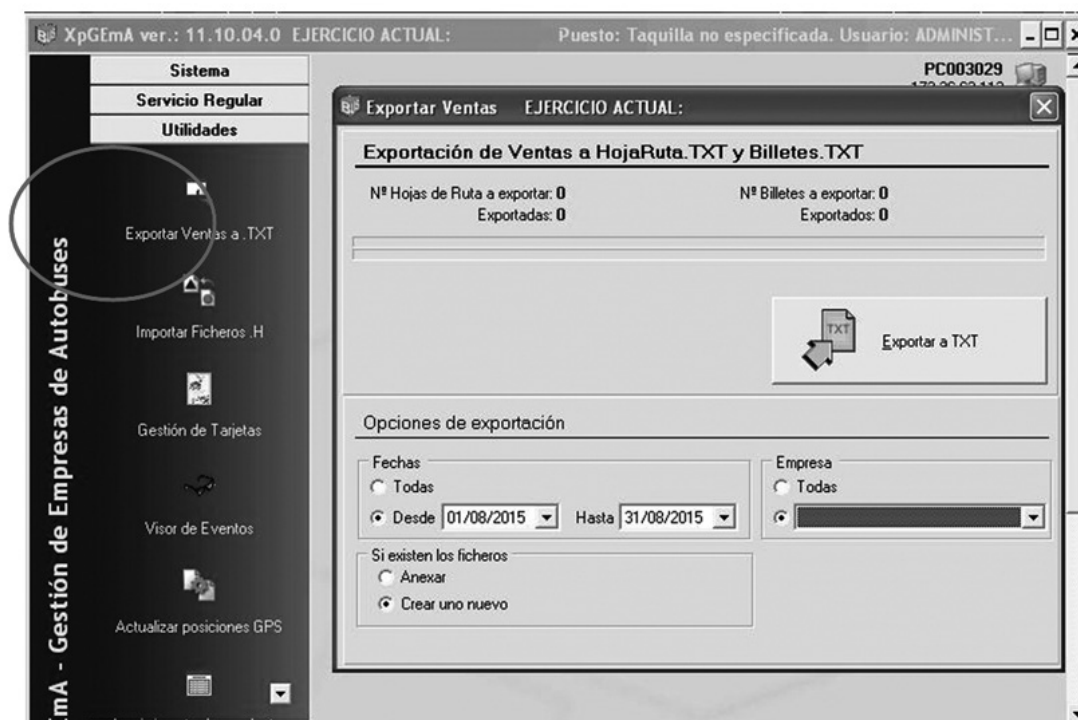 XpGEmA ver.: 11.10.04.0 EJERCICIO ACTUAL: Puesto: Taquilla no especificada. Usuario: ADMINIST...
Sistema
Servicio Regular
Utilidades
PC003029
Exportar Ventas a .TXT
Importar Ficheros .H
Gestión de Tarjetas
Visor de Eventos
Actualizar posiciones GPS
EmA - Gestión de Empresas de Autobuses
Exportar Ventas EJERCICIO ACTUAL:
Exportación de Ventas a HojaRuta.TXT y Billetes.TXT
Nº Hojas de Ruta a exportar: 0 Nº Billetes a exportar: 0
Exportadas: 0 Exportados: 0
TXT
Exportar a TXT
Opciones de exportación
Fechas
Todas
Desde 01/08/2015 Hasta 31/08/2015
Empresa
Todas
Si existen los ficheros
Anexar
Crear uno nuevo